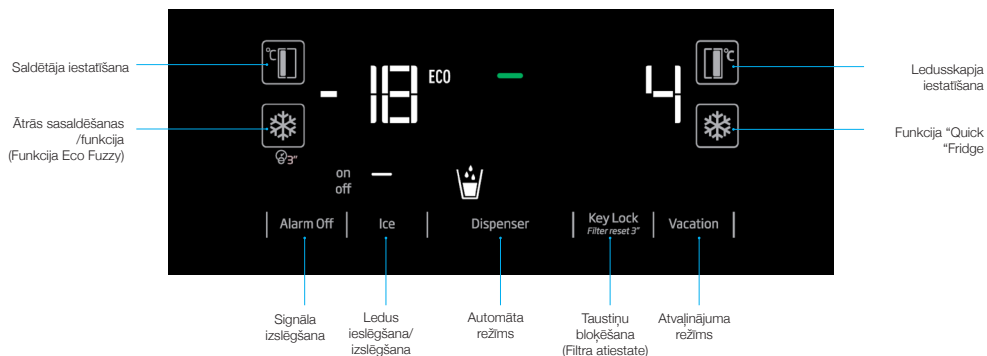 Saldētāja iestatīšana
Ātrās sasaldēšanas
/funkcija
(Funkcija Eco Fuzzy)
°C
- 18
ECO
4
°C
3"
on
off
Alarm Off
Ice
Dispenser
Key Lock
Filter reset 3"
Vacation
Ledusskapja
iestatīšana
Funkcija “Quick
“Fridge
Signāla
izslēgšana
Ledus
ieslēgšana/
izslēgšana
Automāta
režīms
Taustiņu
bloķēšana
(Filtra atiestate)
Atvaļinājuma
režīms